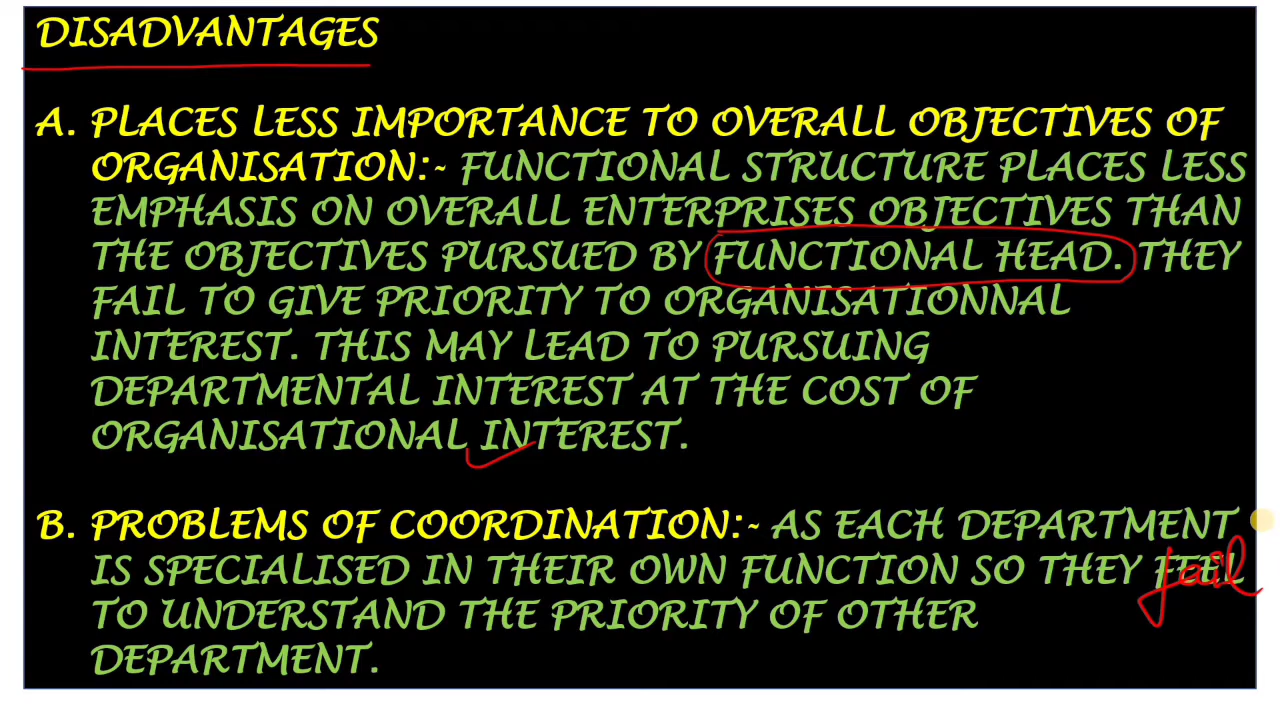 DISADVANTAGES
A. PLACES LESS IMPORTANCE TO OVERALL OBJECTIVES OF
ORGANISATION:- FUNCTIONAL STRUCTURE PLACES LESS
EMPHASIS ON OVERALL ENTERPRISES OBJECTIVES THAN
THE OBJECTIVES PURSUED BY FUNCTIONAL HEAD. THEY
FAIL TO GIVE PRIORITY TO ORGANISATIONNAL
INTEREST. THIS MAY LEAD TO PURSUING
DEPARTMENTAL INTEREST AT THE COST OF
ORGANISATIONAL INTEREST.
B. PROBLEMS OF COORDINATION:- AS EACH DEPARTMENT
IS SPECIALISED IN THEIR OWN FUNCTION SO THEY FEEL
fail
TO UNDERSTAND THE PRIORITY OF OTHER
DEPARTMENT.